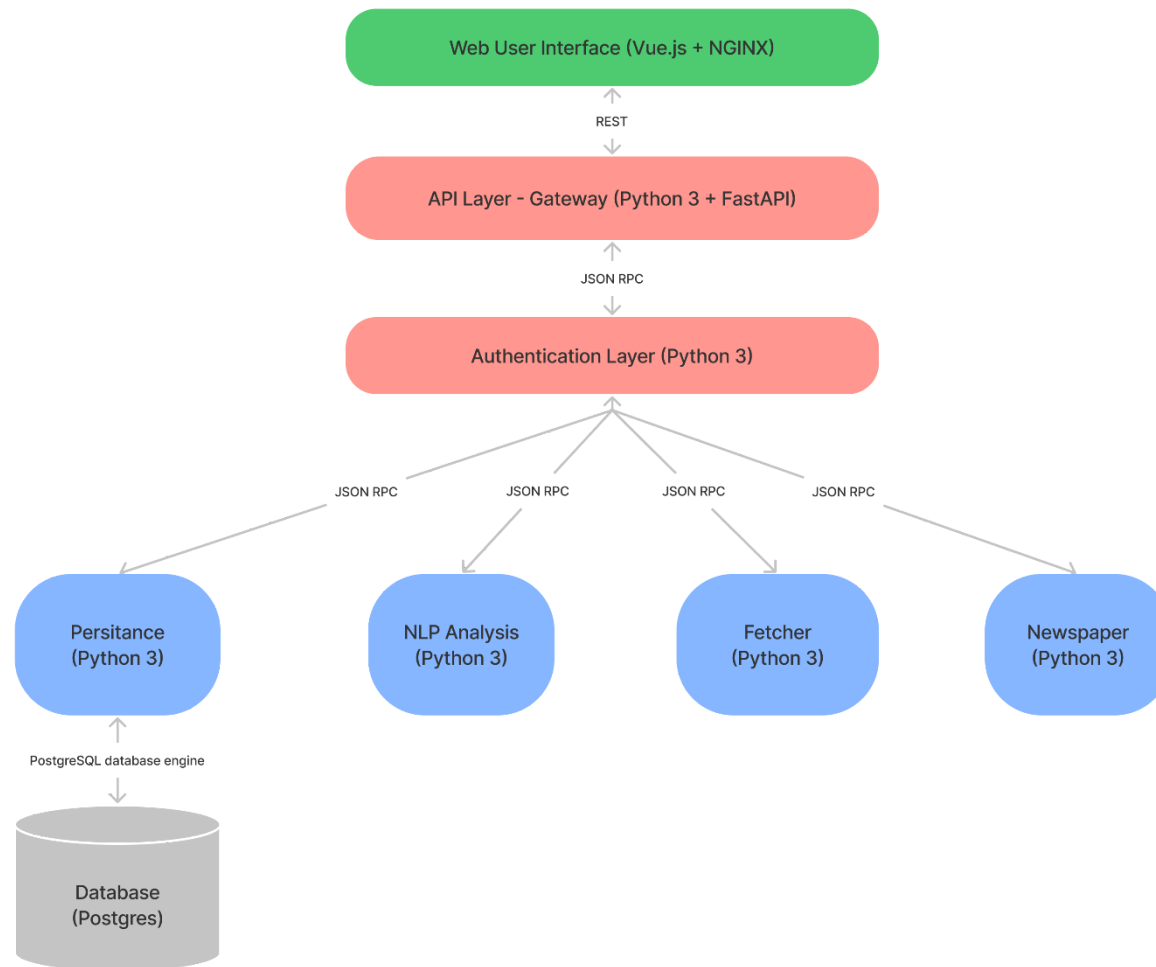 Web User Interface (Vue.js + NGINX)
REST
API Layer - Gateway (Python 3 + FastAPI)
JSON RPC
Authentication Layer (Python 3)
JSON RPC
JSON RPC
JSON RPC
JSON RPC
Persitance
(Python 3)
NLP Analysis
(Python 3)
Fetcher
(Python 3)
Newspaper
(Python 3)
PostgreSQL database engine
Database
(Postgres)